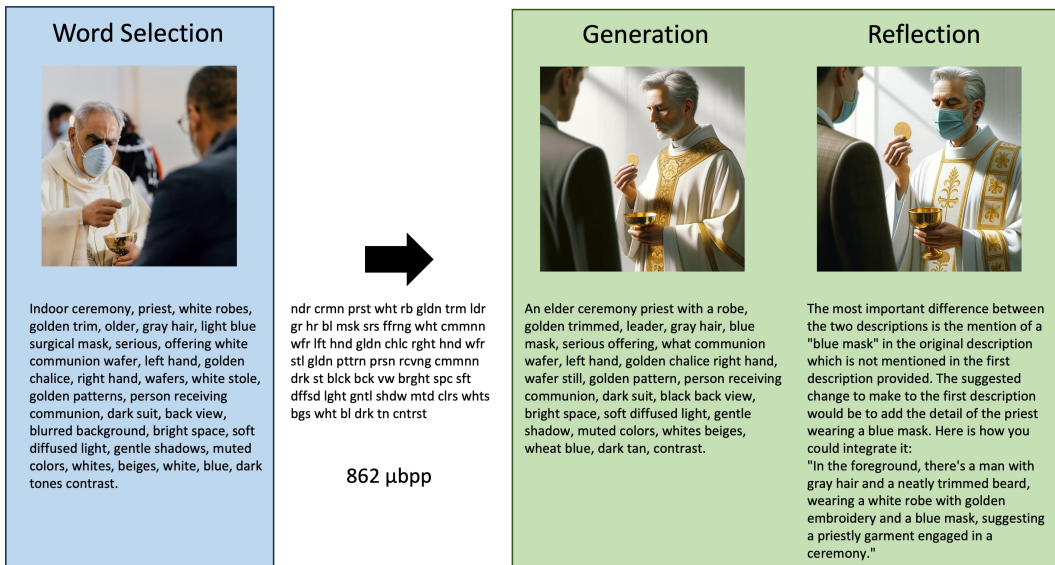 Word Selection
Indoor ceremony, priest, white robes,
golden trim, older, gray hair, light blue
surgical mask, serious, offering white
communion wafer, left hand, golden
chalice, right hand, wafers, white stole,
golden patterns, person receiving
communion, dark suit, back view,
blurred background, bright space, soft
diffused light, gentle shadows, muted
colors, whites, beiges, white, blue, dark
tones contrast.
ndr crmn prst wht rb gldn trm ldr
gr hr bl msk srs ffrng wht cmmnn
wfr lft hnd gldn chlc rght hnd wfr
stl gldn pttrn prsn rcvng cmmnn
drk st blck bck vw brght spc sft
dffsd lght gntl shdw mtd clrs whts
bgs wht bl drk tn cntrst
862 μbpp
Generation
An elder ceremony priest with a robe,
golden trimmed, leader, gray hair, blue
mask, serious offering, what communion
wafer, left hand, golden chalice right hand,
wafer still, golden pattern, person receiving
communion, dark suit, black back view,
bright space, soft diffused light, gentle
shadow, muted colors, whites beiges,
wheat blue, dark tan, contrast.
Reflection
The most important difference between
the two descriptions is the mention of a
"blue mask" in the original description
which is not mentioned in the first
description provided. The suggested
change to make to the first description
would be to add the detail of the priest
wearing a blue mask. Here is how you
could integrate it:
"In the foreground, there's a man with
gray hair and a neatly trimmed beard,
wearing a white robe with golden
embroidery and a blue mask, suggesting
a priestly garment engaged in a
ceremony."